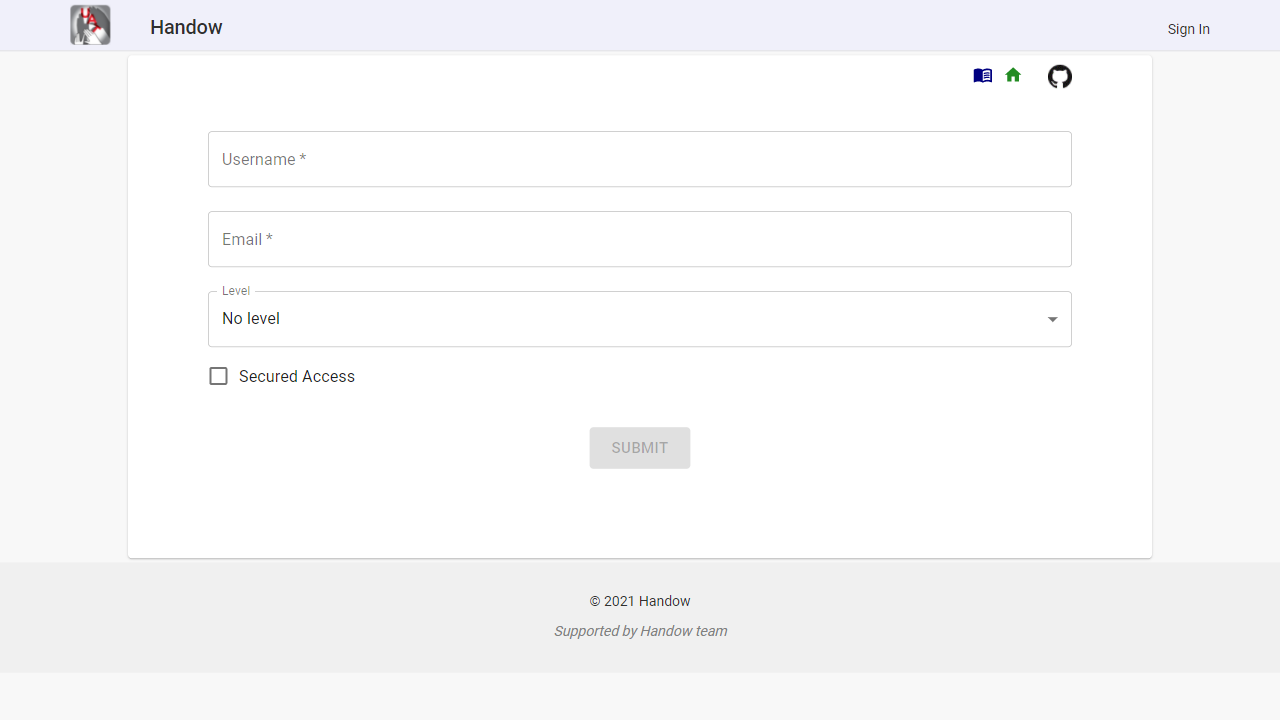 Handow
Sign In
Username *
Email *
Level
No level
Secured Access
SUBMIT
© 2021 Handow
Supported by Handow team